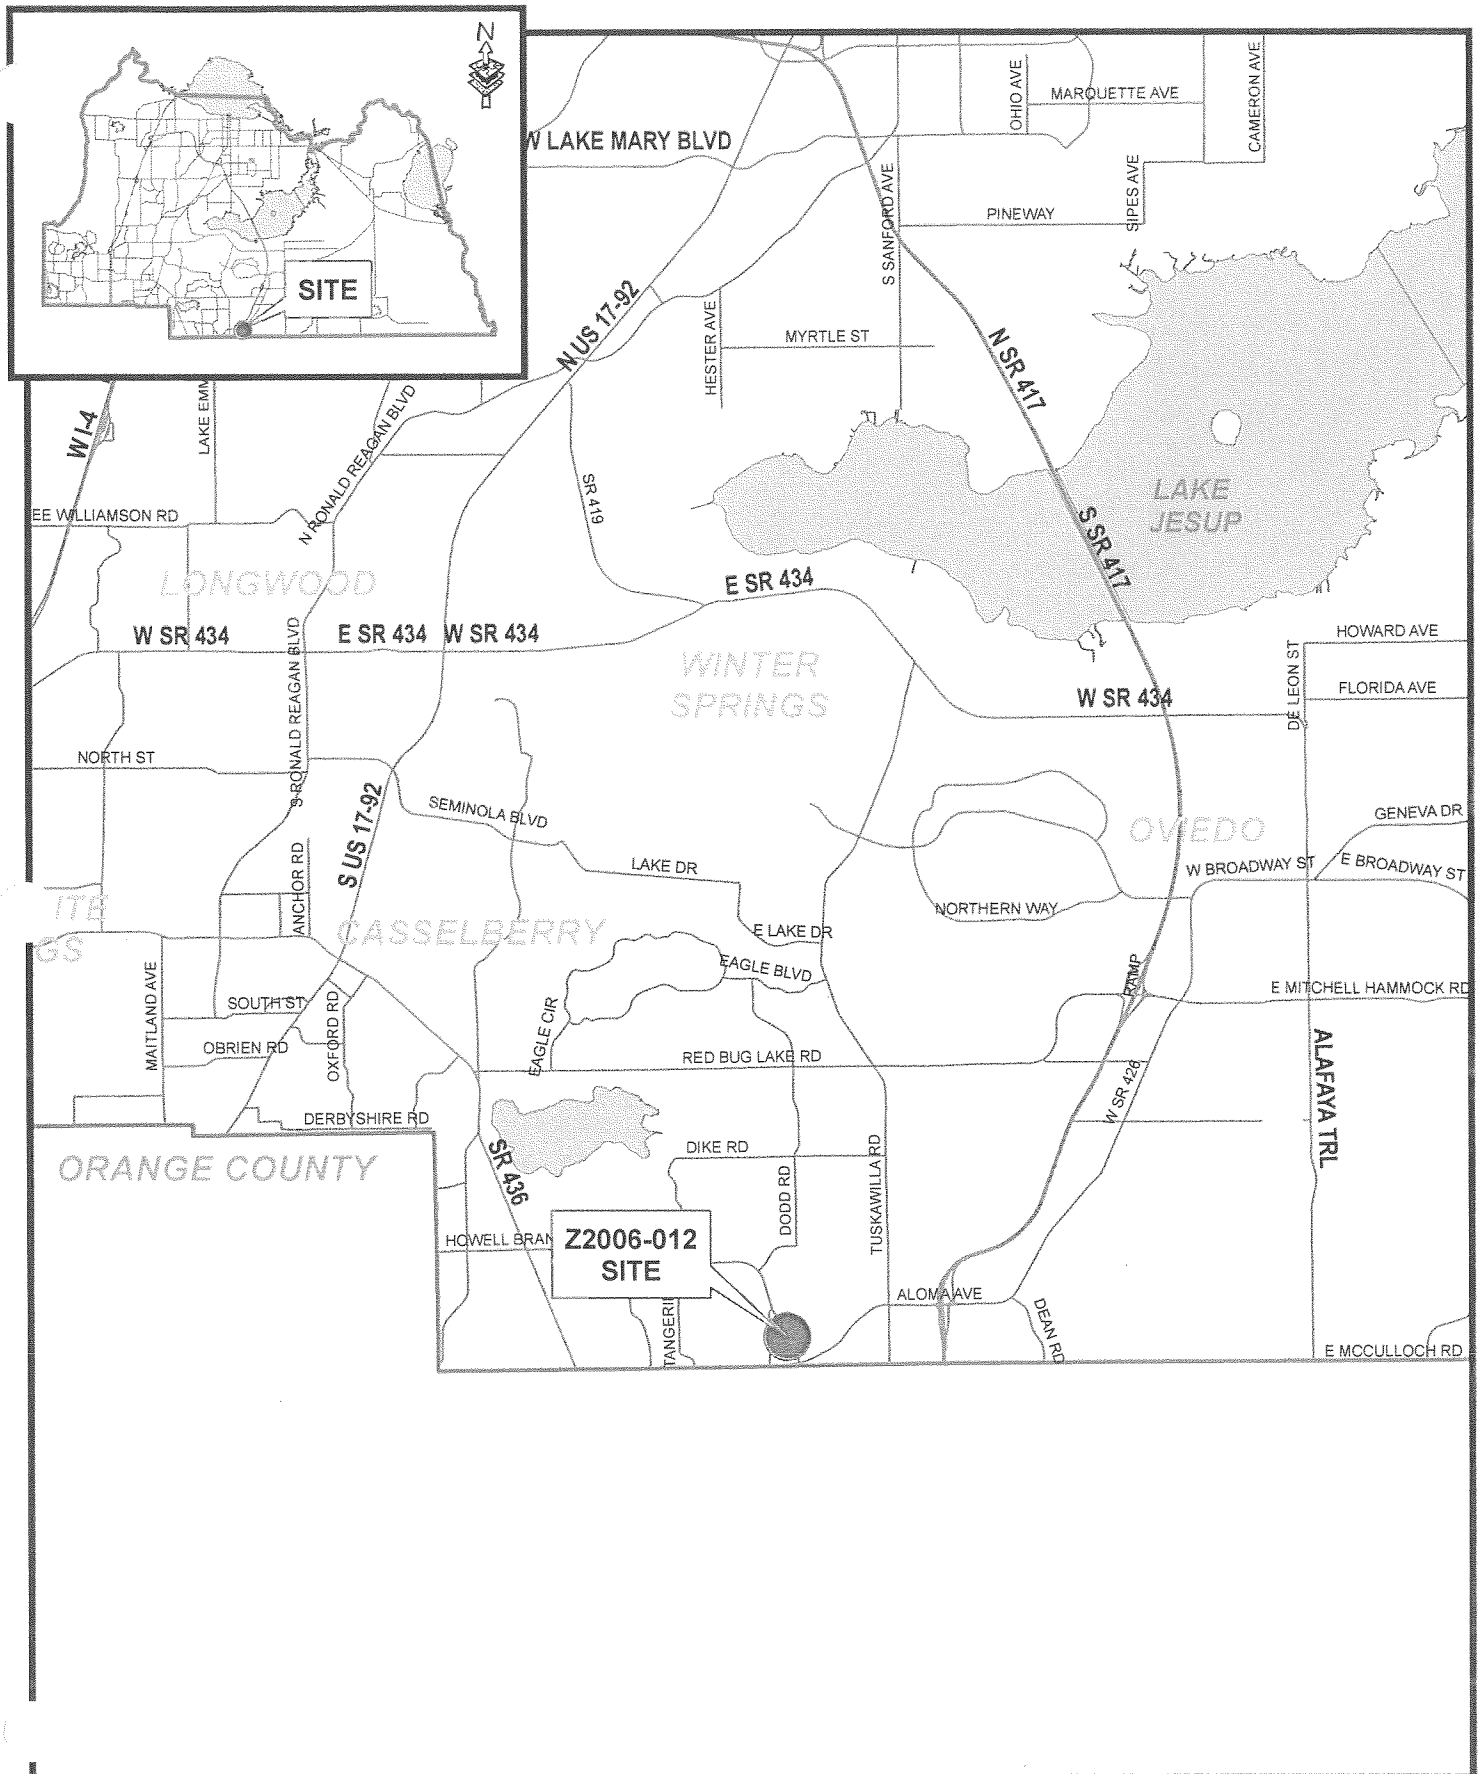 N
SITE
W LAKE MARY BLVD
OHIO AVE
MARQUETTE AVE
CAMERON AVE
S SANFORD AVE
SIPES AVE
PINEWAY
N US 17-92
HESTER AVE
MYRTLE ST
N SR 417
W I-4
LAKE EMM
N RONALD REAGAN BLVD
SR 419
LAKE
JESUP
EE WILLIAMSON RD
S SR 417
LONGWOOD
E SR 434
W SR 434
E SR 434
W SR 434
HOWARD AVE
WINTER
SPRINGS
S RONALD REAGAN BLVD
DE LEON ST
FLORIDA AVE
W SR 434
NORTH ST
S US 17-92
SEMINOLA BLVD
OVIEDO
GENEVA DR
ANCHOR RD
LAKE DR
W BROADWAY ST
E BROADWAY ST
ITE
GS
CASSELBERRY
NORTHERN WAY
E LAKE DR
EAGLE BLVD
RAMP
MAITLAND AVE
SOUTH ST
OXFORD RD
EAGLE CIR
E MITCHELL HAMMOCK RD
OBRIEN RD
RED BUG LAKE RD
W SR 426
ALAFAYA TRL
DERBYSHIRE RD
ORANGE COUNTY
SR 436
DIKE RD
DODD RD
TUSKAWILLA RD
HOWELL BRAN
Z2006-012
SITE
TANGERI
ALOMA AVE
DEAN RD
E MCCULLOCH RD